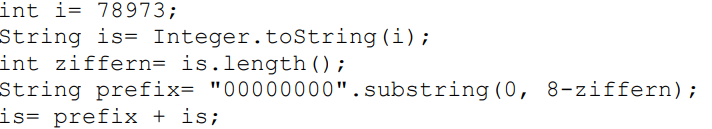 int i= 78973;
String is= Integer.toString(i);
int ziffern= is.length();
String prefix= "00000000".substring(0, 8-ziffern);
is= prefix + is;